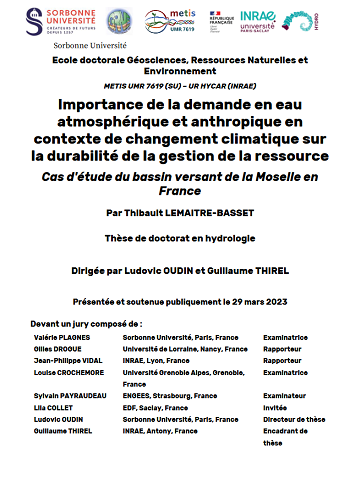 SORBONNE
UNIVERSITÉ
CRÉATEURS DE FUTURS
DEPUIS 1257
metis
UMR 7619
RÉPUBLIQUE
FRANÇAISE
INRAE
université
PARIS-SACLAY
HYDRO
Sorbonne Université
Ecole doctorale Géosciences, Ressources Naturelles et
Environnement
METIS UMR 7619 (SU) – UR HYCAR (INRAE)
Importance de la demande en eau
atmosphérique et anthropique en
contexte de changement climatique sur
la durabilité de la gestion de la ressource
Cas d'étude du bassin versant de la Moselle en
France
Par Thibault LEMAITRE-BASSET
Thèse de doctorat en hydrologie
Dirigée par Ludovic OUDIN et Guillaume THIREL
Présentée et soutenue publiquement le 29 mars 2023
Devant un jury composé de :
Valérie PLAGNES Sorbonne Université, Paris, France Examinatrice
Gilles DROGUE Université de Lorraine, Nancy, France Rapporteur
Jean-Philippe VIDAL INRAE, Lyon, France Rapporteur
Louise CROCHEMORE Université Grenoble Alpes, Grenoble, Examinatrice
France
Sylvain PAYRAUDEAU ENGEES, Strasbourg, France Examinateur
Lila COLLET EDF, Saclay, France Invitée
Ludovic OUDIN Sorbonne Université, Paris, France Directeur de thèse
Guillaume THIREL INRAE, Antony, France Encadrant de
thèse